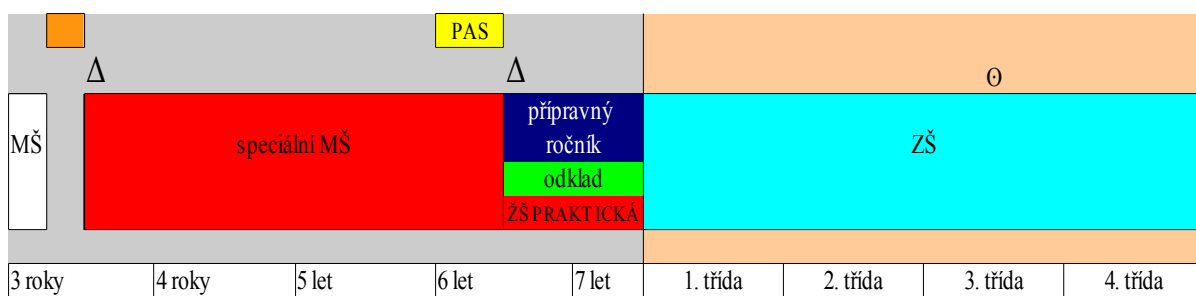 PAS
Δ
Δ
ʘ
MŠ
speciální MŠ
přípravný
ročník
odklad
ŽŠ PRAKTICKÁ
ZŠ
3 roky
4 roky
5 let
6 let
7 let
1. třída
2. třída
3. třída
4. třída